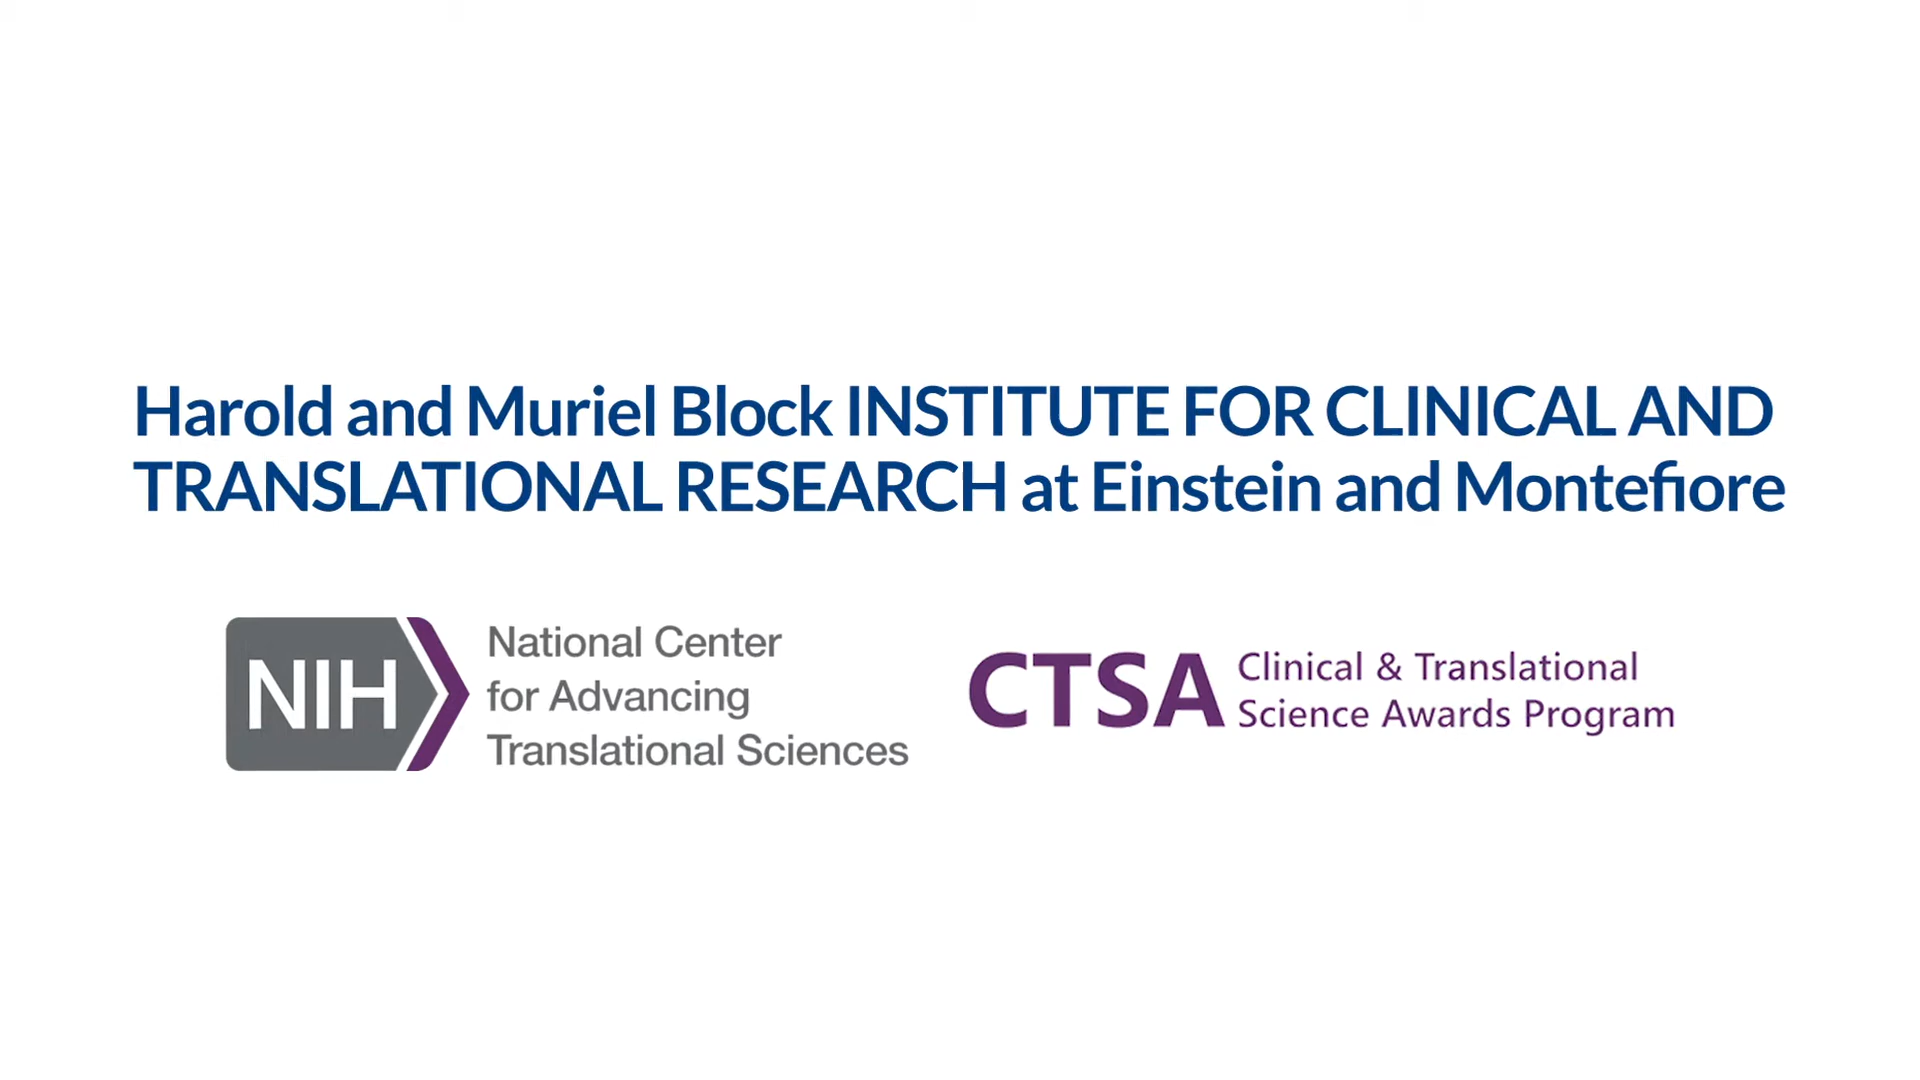 Harold and Muriel Block INSTITUTE FOR CLINICAL AND
TRANSLATIONAL RESEARCH at Einstein and Montefiore
NIH
National Center
for Advancing
Translational Sciences
CTSA
Clinical & Translational
Science Awards Program